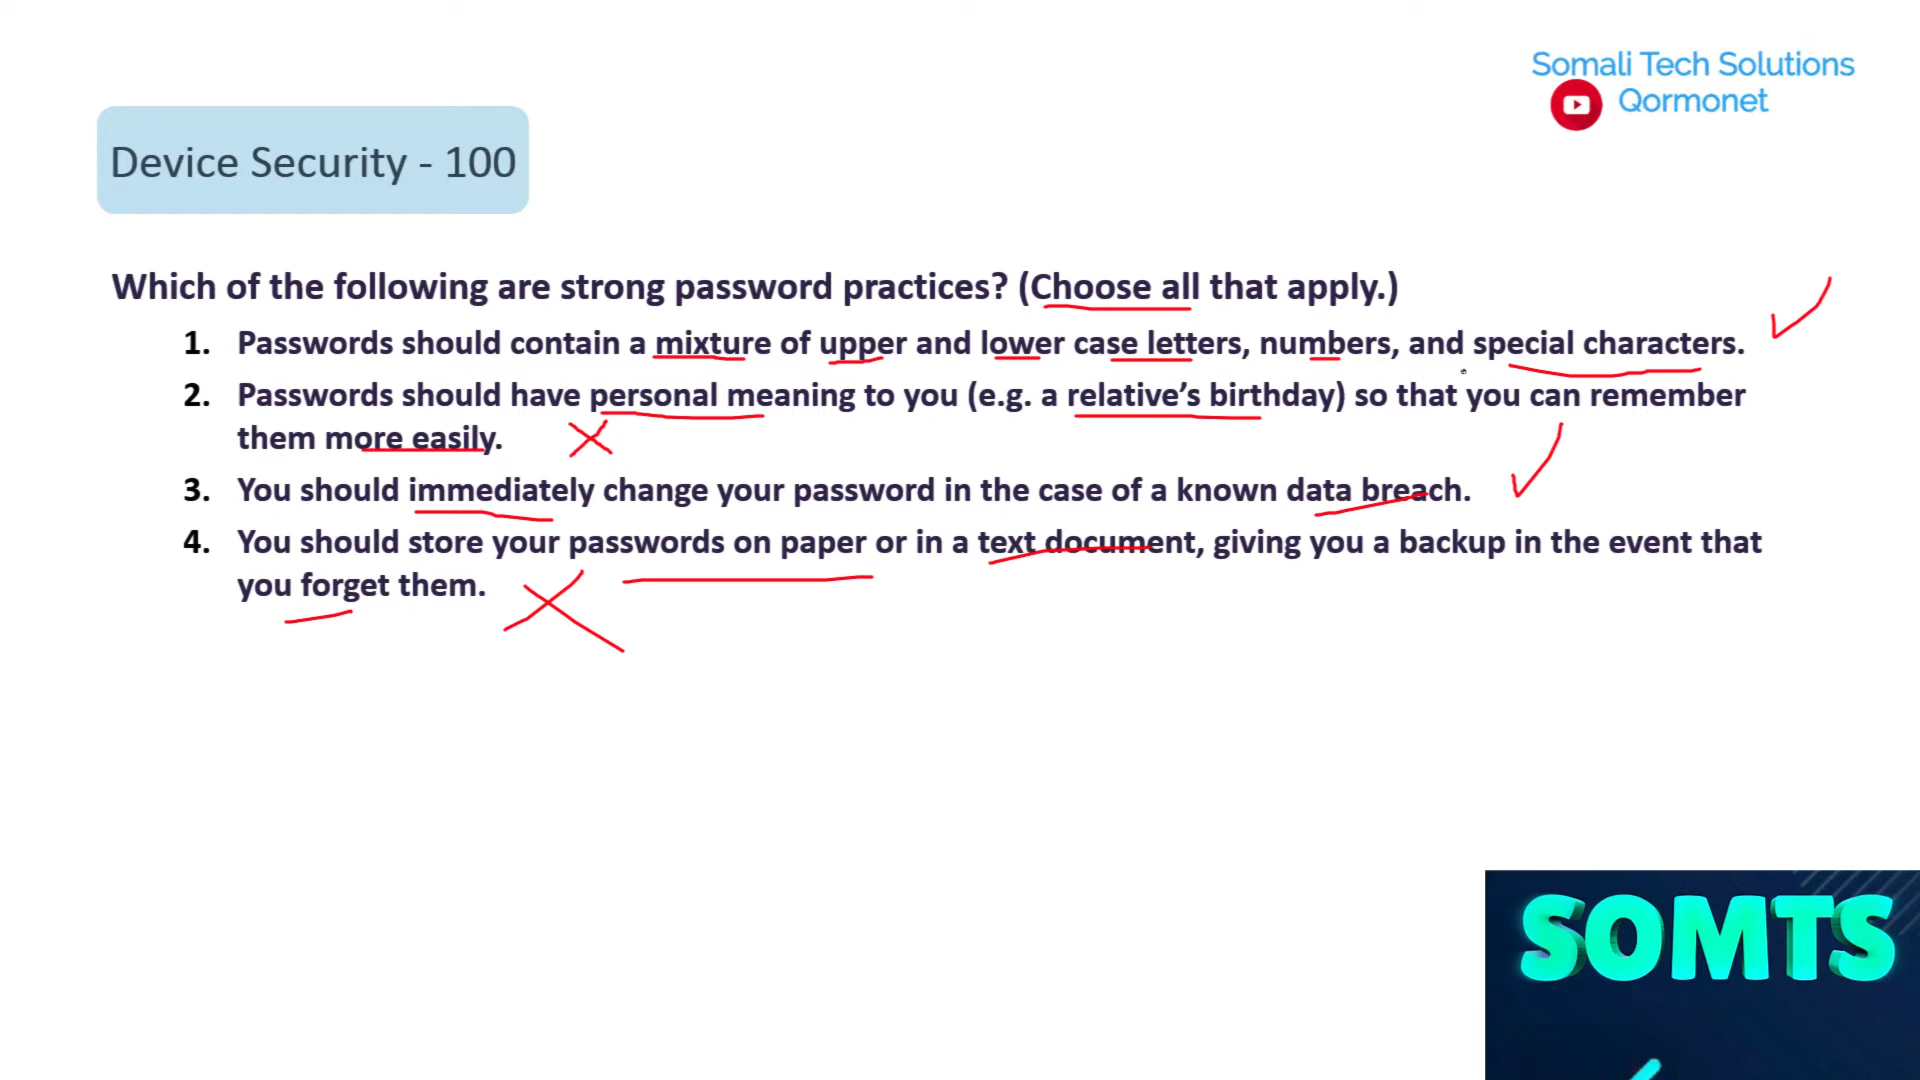 Somali Tech Solutions
Qormonet
Device Security - 100
Which of the following are strong password practices? (Choose all that apply.)
1. Passwords should contain a mixture of upper and lower case letters, numbers, and special characters.
2. Passwords should have personal meaning to you (e.g. a relative’s birthday) so that you can remember
them more easily.
3. You should immediately change your password in the case of a known data breach.
4. You should store your passwords on paper or in a text document, giving you a backup in the event that
you forget them.
SOMTS